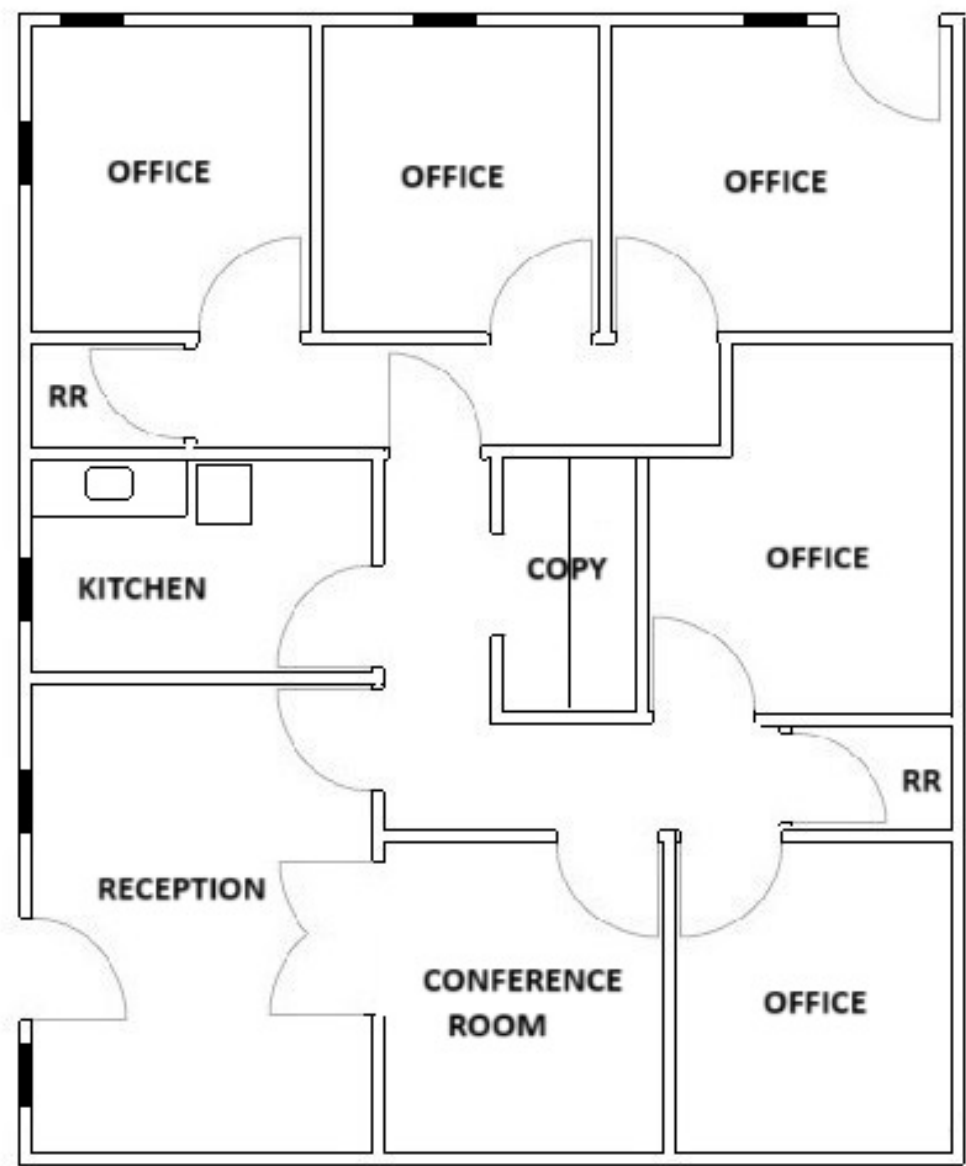 OFFICE
OFFICE
OFFICE
RR
KITCHEN
COPY
OFFICE
RR
RECEPTION
CONFERENCE
ROOM
OFFICE